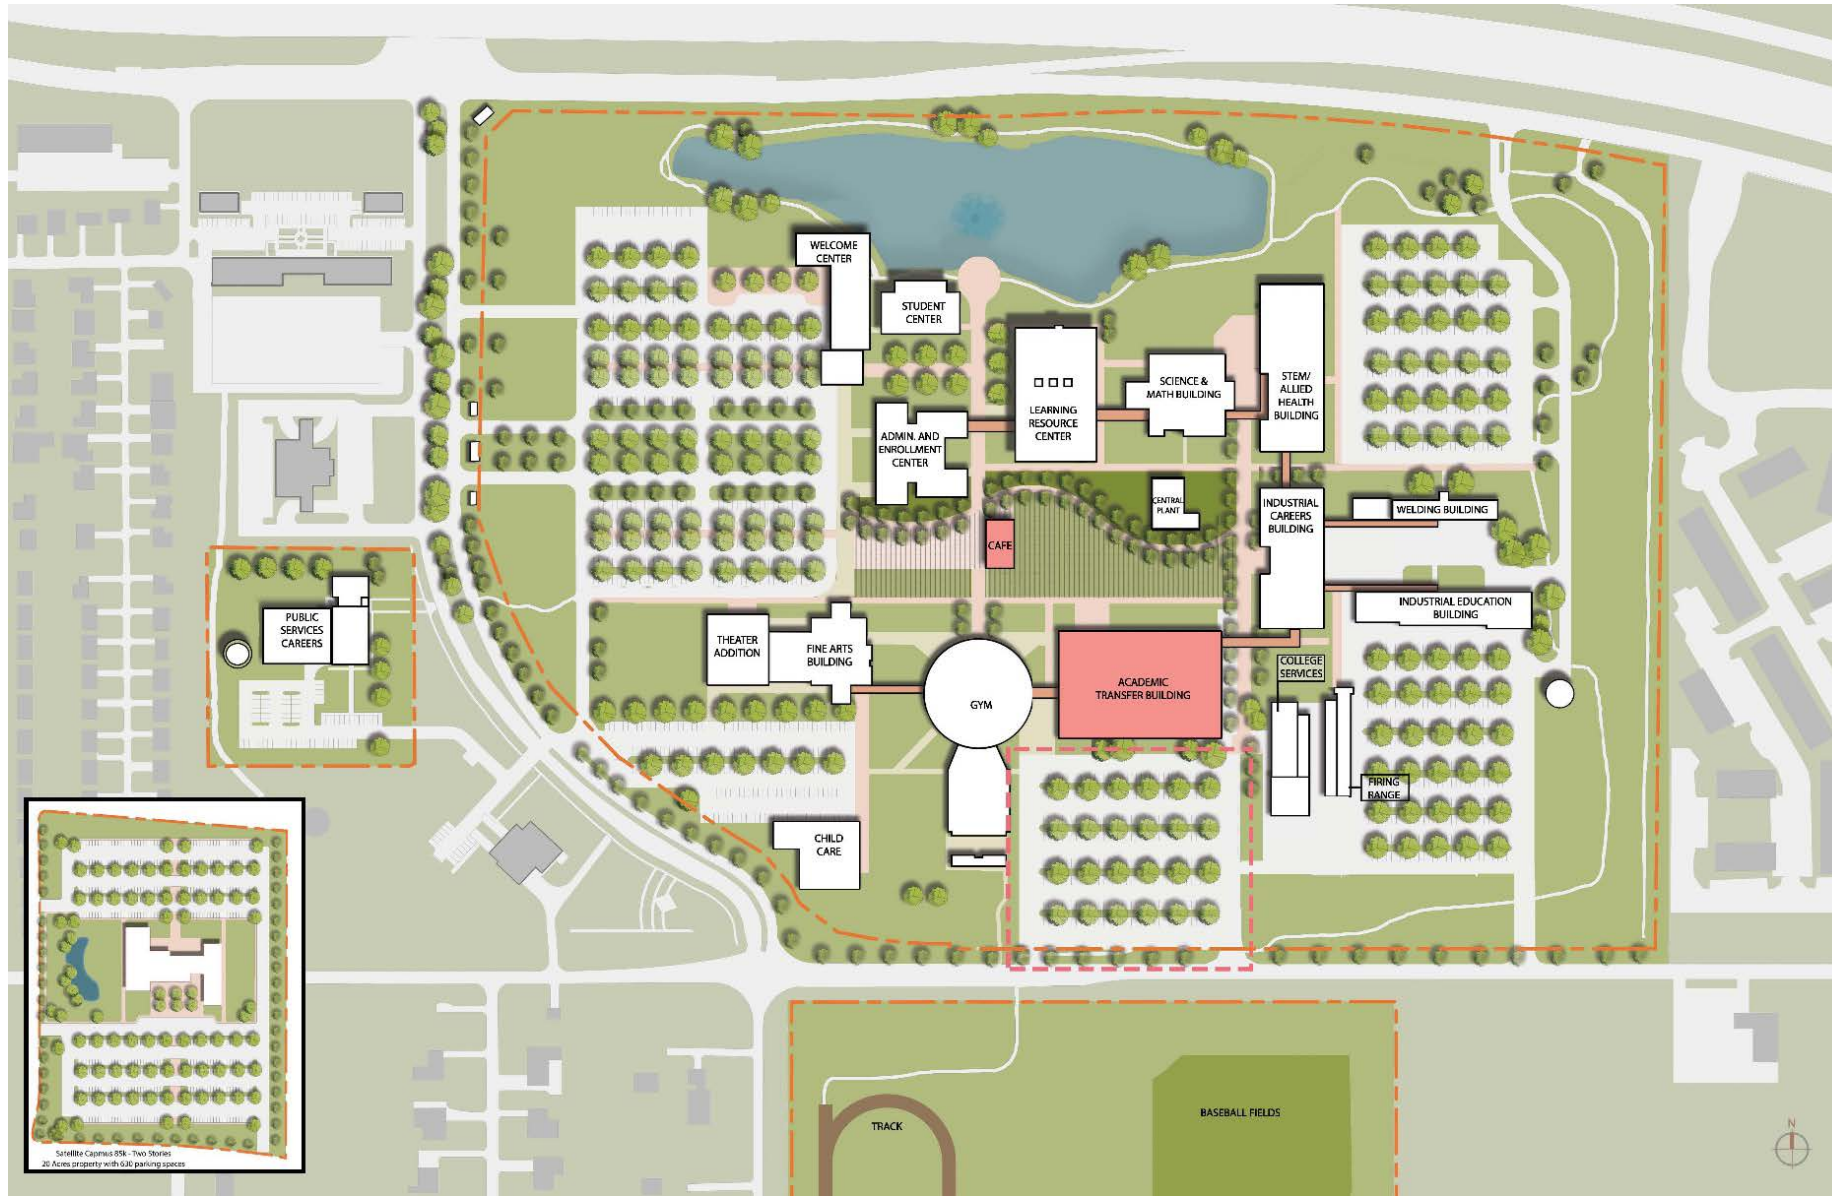 WELCOME
CENTER
STUDENT
CENTER
LEARNING
RESOURCE
CENTER
SCIENCE &
MATH BUILDING
STEM/
ALLIED
HEALTH
BUILDING
ADMIN. AND
ENROLLMENT
CENTER
CENTRAL
PLANT
INDUSTRIAL
CAREERS
BUILDING
WELDING BUILDING
CAFE
INDUSTRIAL EDUCATION
BUILDING
PUBLIC
SERVICES
CAREERS
THEATER
ADDITION
FINE ARTS
BUILDING
COLLEGE
SERVICES
ACADEMIC
TRANSFER BUILDING
GYM
FIRING
RANGE
CHILD
CARE
TRACK
BASEBALL FIELDS
N
Satellite Capmus 85k - Two Stories
20 Acres property with 630 parking spaces